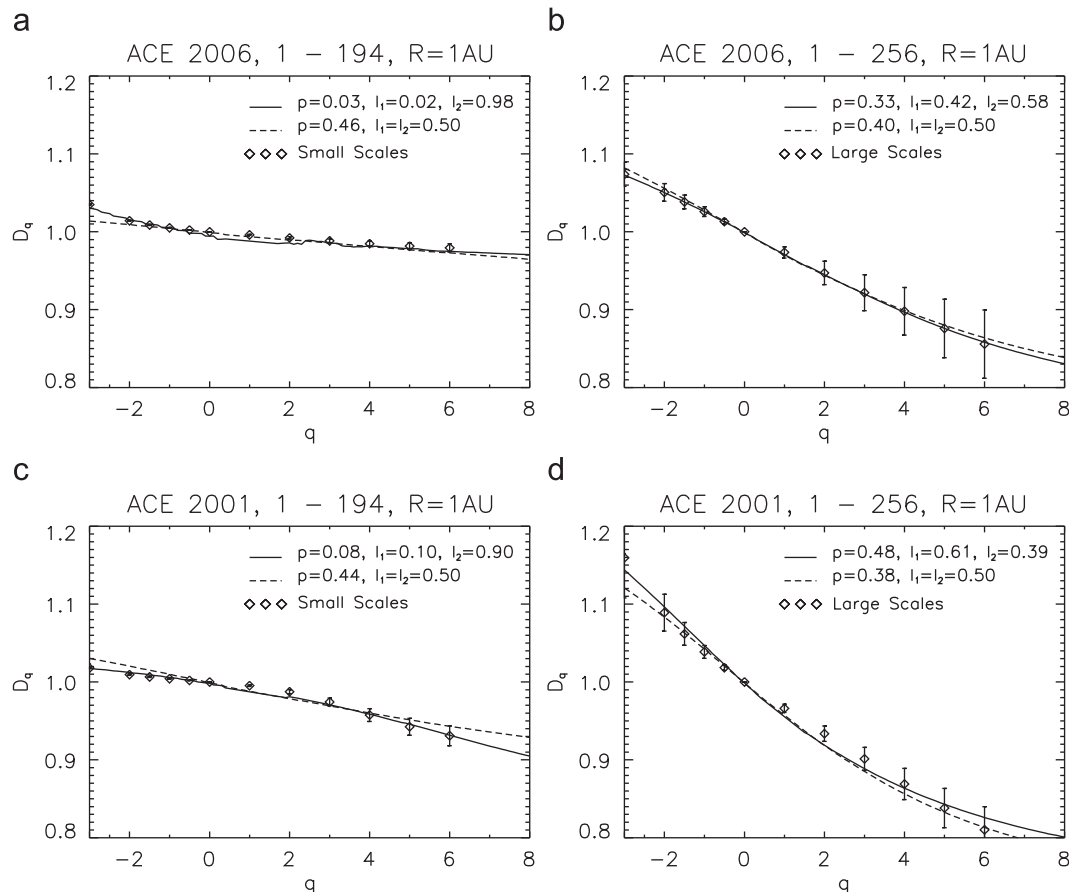 a
ACE 2006, 1 – 194, R=1AU
1.2
1.1
1.0
0.9
0.8
D_q
p=0.03, l₁=0.02, l₂=0.98
p=0.46, l₁=l₂=0.50
Small Scales
−2 0 2 4 6 8
q
b
ACE 2006, 1 – 256, R=1AU
1.2
1.1
1.0
0.9
0.8
D_q
p=0.33, l₁=0.42, l₂=0.58
p=0.40, l₁=l₂=0.50
Large Scales
−2 0 2 4 6 8
q
c
ACE 2001, 1 – 194, R=1AU
1.2
1.1
1.0
0.9
0.8
D_q
p=0.08, l₁=0.10, l₂=0.90
p=0.44, l₁=l₂=0.50
Small Scales
−2 0 2 4 6 8
q
d
ACE 2001, 1 – 256, R=1AU
1.2
1.1
1.0
0.9
0.8
D_q
p=0.48, l₁=0.61, l₂=0.39
p=0.38, l₁=l₂=0.50
Large Scales
−2 0 2 4 6 8
q